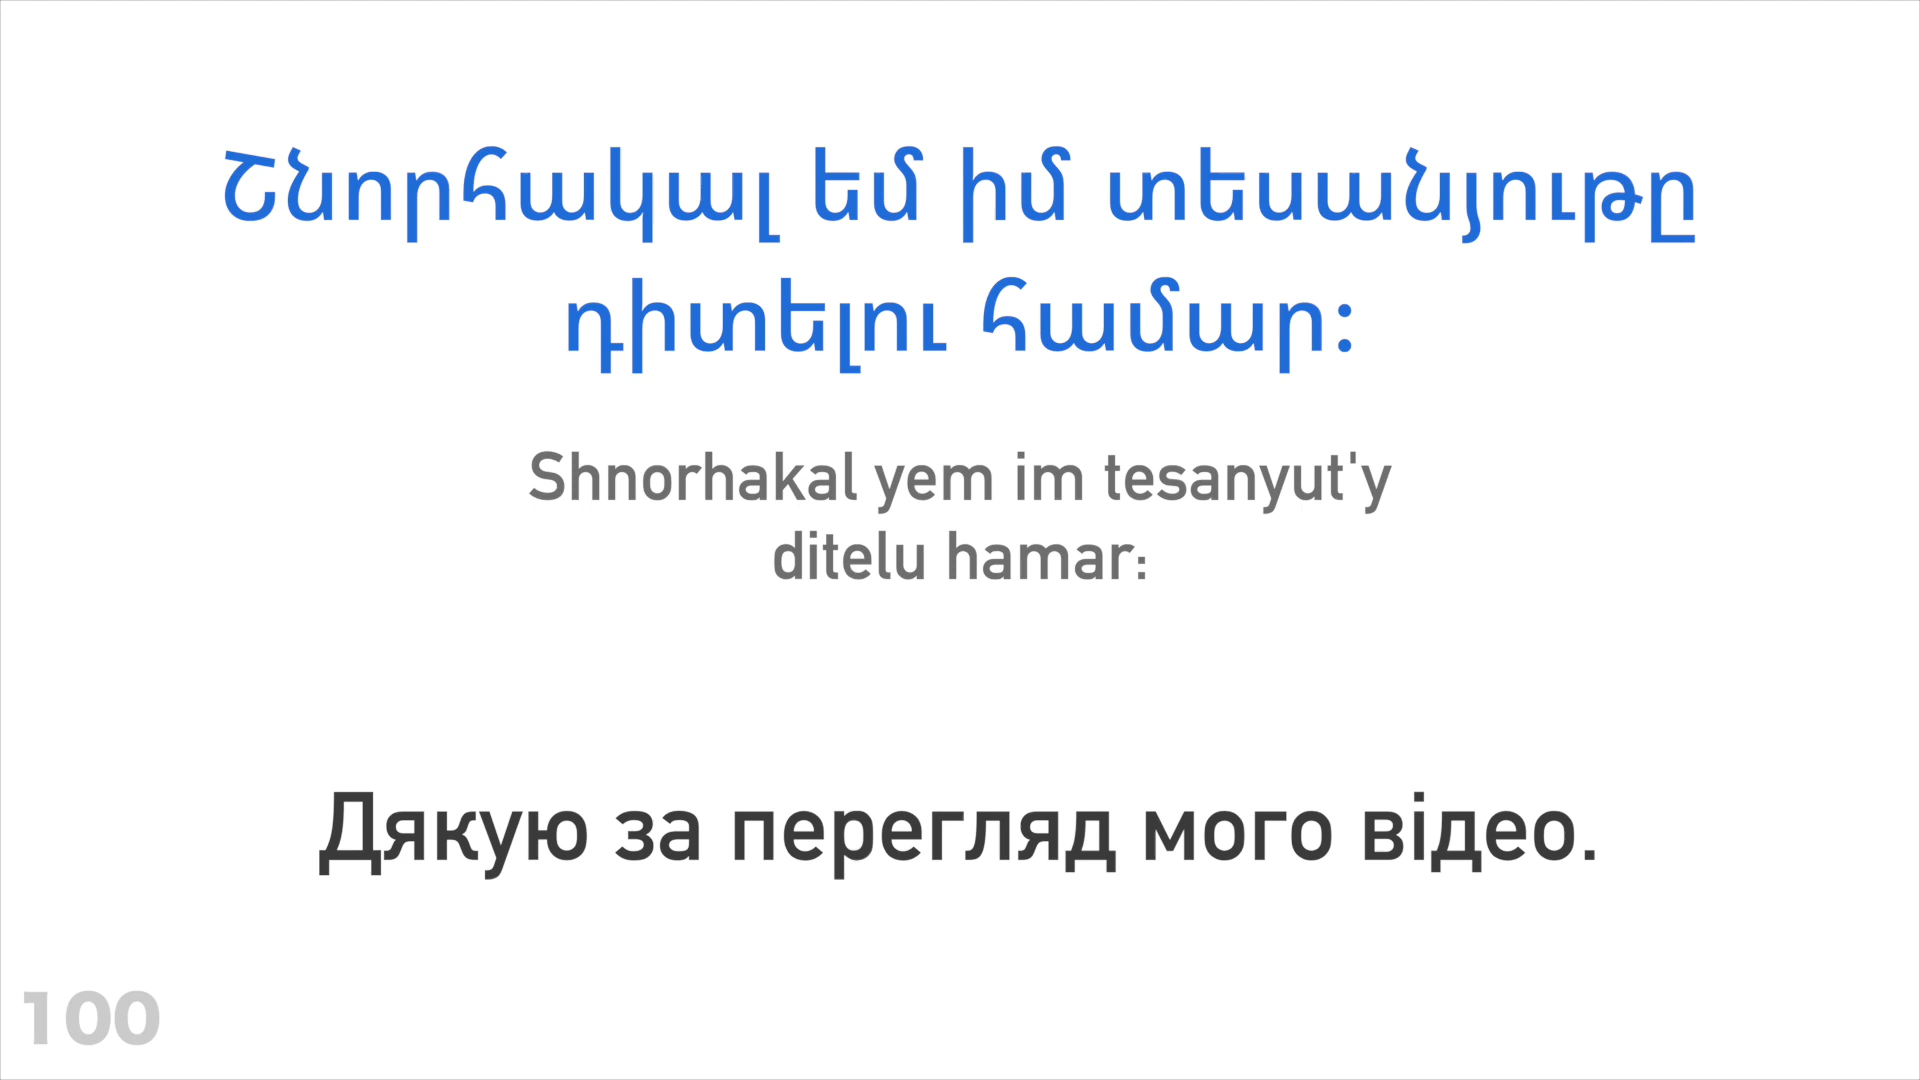 Շնորհակալ եմ իմ տեսանյութը
դիտելու համար։
Shnorhakal yem im tesanyut'y
ditelu hamar:
Дякую за перегляд мого відео.
100